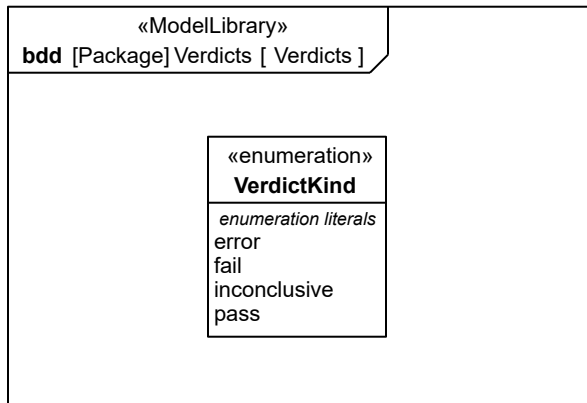 «ModelLibrary»
bdd [Package] Verdicts [ Verdicts ]
«enumeration»
VerdictKind
enumeration literals
error
fail
inconclusive
pass